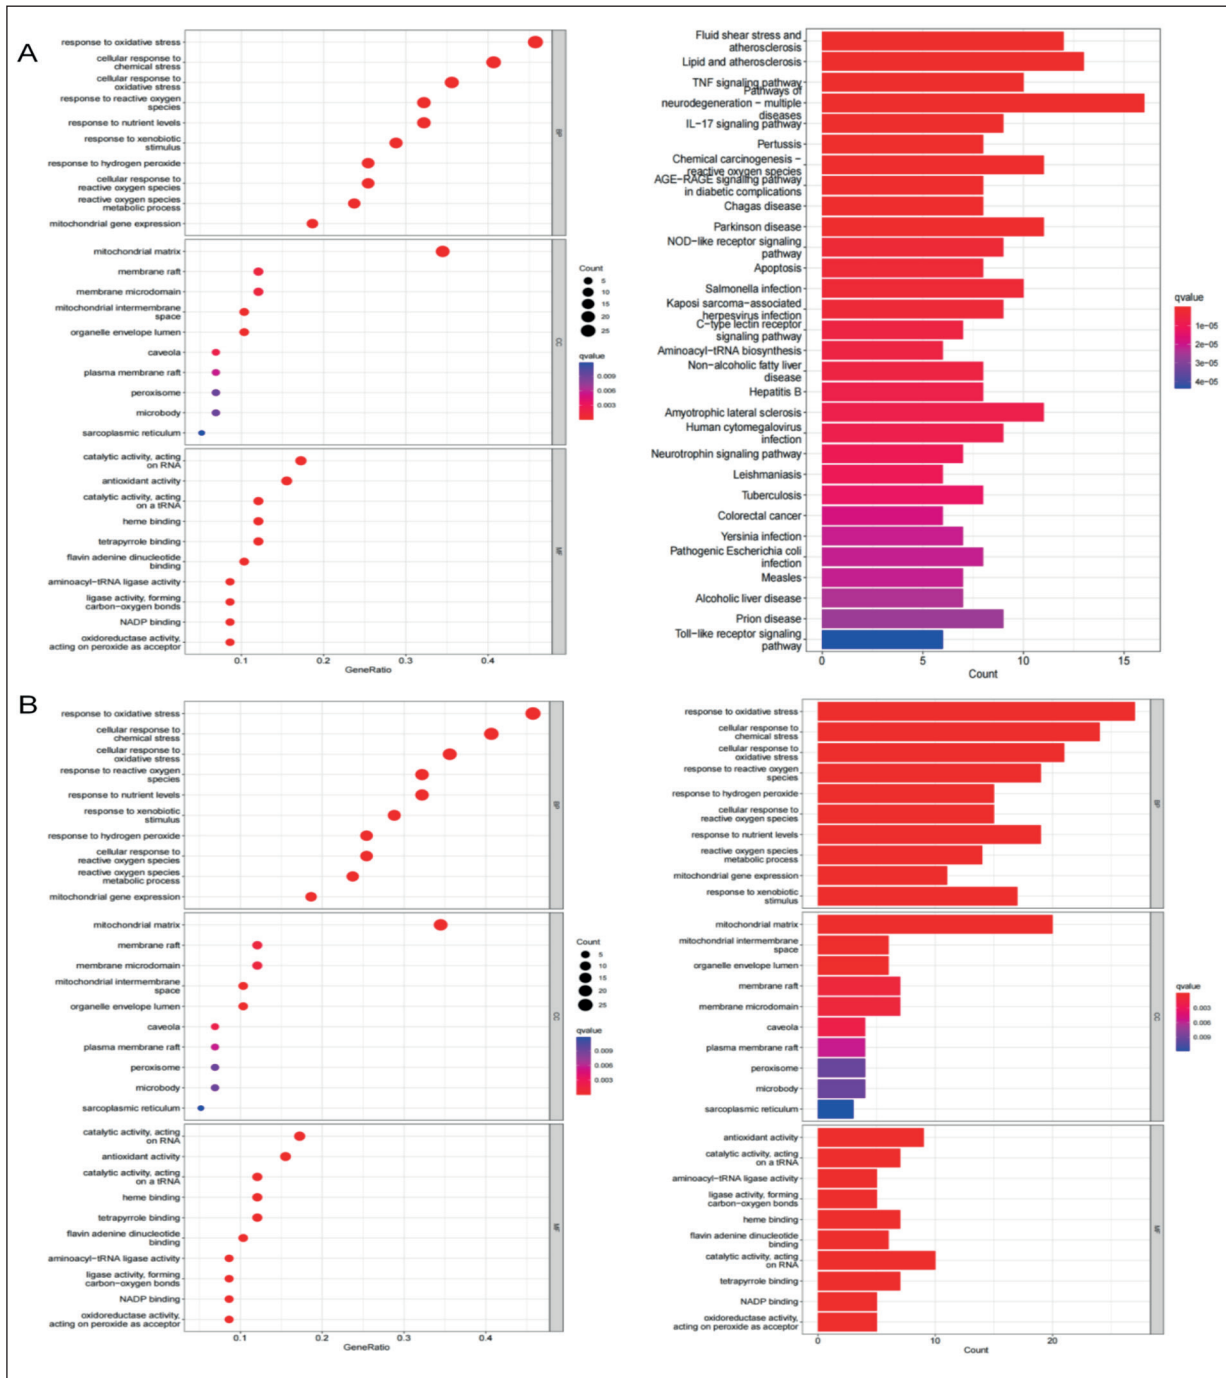 A
response to oxidative stress
cellular response to
chemical stress
cellular response to
oxidative stress
response to reactive oxygen
species
response to nutrient levels
response to xenobiotic
stimulus
response to hydrogen peroxide
cellular response to
reactive oxygen species
reactive oxygen species
metabolic process
mitochondrial gene expression
BP
mitochondrial matrix
membrane raft
membrane microdomain
mitochondrial intermembrane
space
organelle envelope lumen
caveola
plasma membrane raft
peroxisome
microbody
sarcoplasmic reticulum
CC
catalytic activity, acting
on RNA
antioxidant activity
catalytic activity, acting
on a tRNA
heme binding
tetrapyrrole binding
flavin adenine dinucleotide
binding
aminoacyl−tRNA ligase activity
ligase activity, forming
carbon−oxygen bonds
NADP binding
oxidoreductase activity,
acting on peroxide as acceptor
MF
0.1 0.2 0.3 0.4
GeneRatio
Count
5
10
15
20
25
qvalue
0.009
0.006
0.003
Fluid shear stress and
atherosclerosis
Lipid and atherosclerosis
TNF signaling pathway
Pathways of
neurodegeneration − multiple
diseases
IL−17 signaling pathway
Pertussis
Chemical carcinogenesis −
reactive oxygen species
AGE−RAGE signaling pathway
in diabetic complications
Chagas disease
Parkinson disease
NOD−like receptor signaling
pathway
Apoptosis
Salmonella infection
Kaposi sarcoma−associated
herpesvirus infection
C−type lectin receptor
signaling pathway
Aminoacyl−tRNA biosynthesis
Non−alcoholic fatty liver
disease
Hepatitis B
Amyotrophic lateral sclerosis
Human cytomegalovirus
infection
Neurotrophin signaling pathway
Leishmaniasis
Tuberculosis
Colorectal cancer
Yersinia infection
Pathogenic Escherichia coli
infection
Measles
Alcoholic liver disease
Prion disease
Toll−like receptor signaling
pathway
0 5 10 15
Count
qvalue
1e−05
2e−05
3e−05
4e−05
B
response to oxidative stress
cellular response to
chemical stress
cellular response to
oxidative stress
response to reactive oxygen
species
response to nutrient levels
response to xenobiotic
stimulus
response to hydrogen peroxide
cellular response to
reactive oxygen species
reactive oxygen species
metabolic process
mitochondrial gene expression
BP
mitochondrial matrix
membrane raft
membrane microdomain
mitochondrial intermembrane
space
organelle envelope lumen
caveola
plasma membrane raft
peroxisome
microbody
sarcoplasmic reticulum
CC
catalytic activity, acting
on RNA
antioxidant activity
catalytic activity, acting
on a tRNA
heme binding
tetrapyrrole binding
flavin adenine dinucleotide
binding
aminoacyl−tRNA ligase activity
ligase activity, forming
carbon−oxygen bonds
NADP binding
oxidoreductase activity,
acting on peroxide as acceptor
MF
0.1 0.2 0.3 0.4
GeneRatio
Count
5
10
15
20
25
qvalue
0.009
0.006
0.003
response to oxidative stress
cellular response to
chemical stress
cellular response to
oxidative stress
response to reactive oxygen
species
response to hydrogen peroxide
cellular response to
reactive oxygen species
response to nutrient levels
reactive oxygen species
metabolic process
mitochondrial gene expression
response to xenobiotic
stimulus
BP
mitochondrial matrix
mitochondrial intermembrane
space
organelle envelope lumen
membrane raft
membrane microdomain
caveola
plasma membrane raft
peroxisome
microbody
sarcoplasmic reticulum
CC
antioxidant activity
catalytic activity, acting
on a tRNA
aminoacyl−tRNA ligase activity
ligase activity, forming
carbon−oxygen bonds
heme binding
flavin adenine dinucleotide
binding
catalytic activity, acting
on RNA
tetrapyrrole binding
NADP binding
oxidoreductase activity,
acting on peroxide as acceptor
MF
0 10 20
Count
qvalue
0.003
0.006
0.009